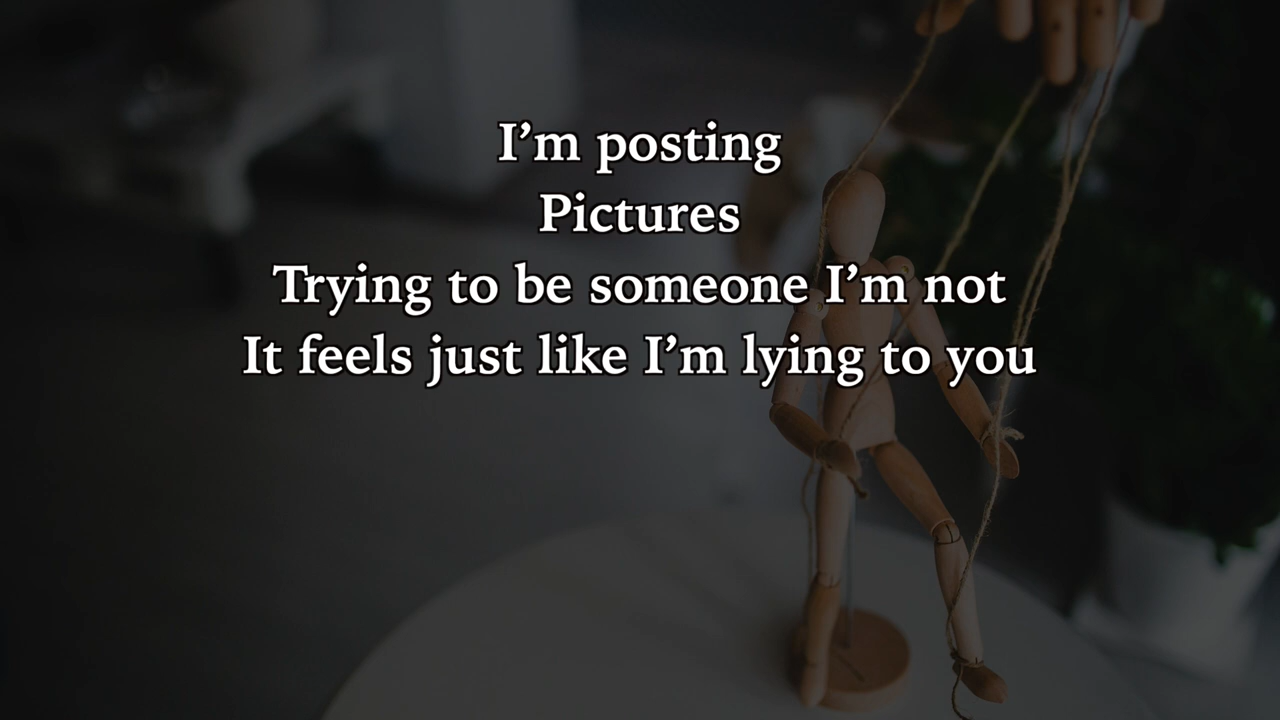 I’m posting
Pictures
Trying to be someone I’m not
It feels just like I’m lying to you